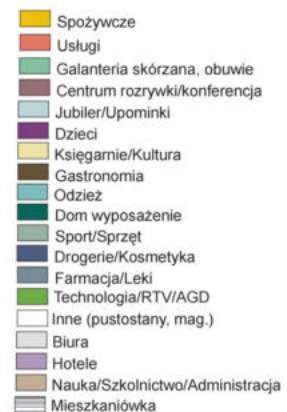 Spożywcze
Usługi
Galanteria skórzana, obuwie
Centrum rozrywki/konferencja
Jubiler/Upominki
Dzieci
Księgarnie/Kultura
Gastronomia
Odzież
Dom wyposażenie
Sport/Sprzęt
Drogerie/Kosmetyka
Farmacja/Leki
Technologia/RTV//AGD
Inne (pustostany, mag.)
Biura
Hotele
Nauka/Szkolnictwo/Administracja
Mieszkaniówka